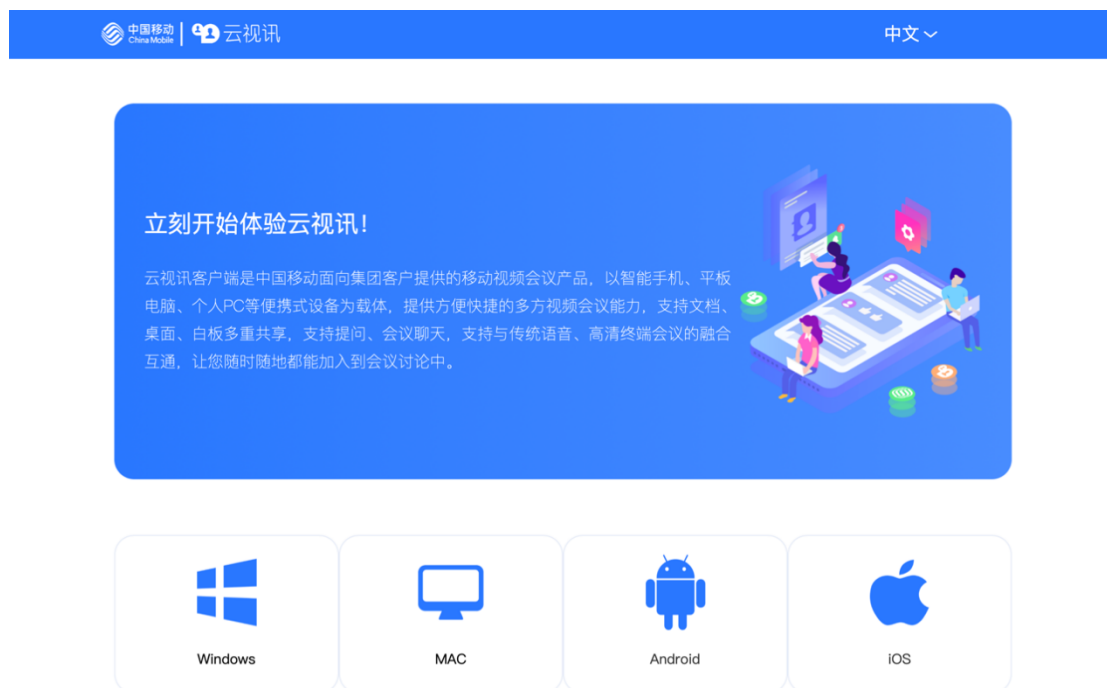 中国移动
China Mobile
云视讯
中文
立刻开始体验云视讯!
云视讯客户端是中国移动面向集团客户提供的移动视频会议产品，以智能手机、平板
电脑、个人PC等便携式设备为载体，提供方便快捷的多方视频会议能力，支持文档、
桌面、白板多重共享，支持提问、会议聊天，支持与传统语音、高清终端会议的融合
互通，让您随时随地都能加入到会议讨论中。
Windows
MAC
Android
iOS